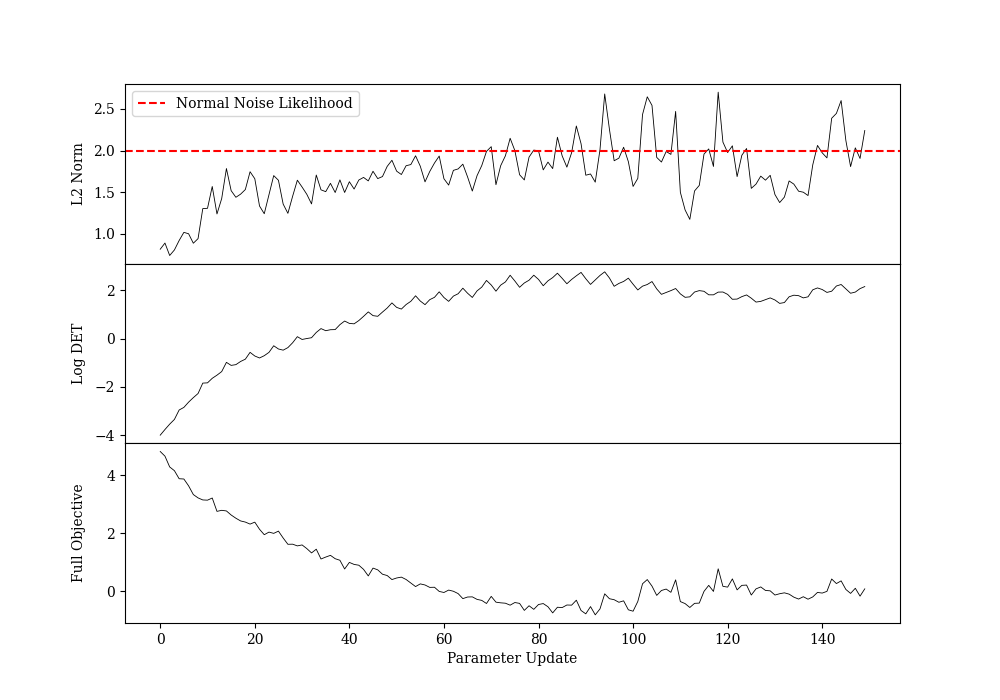 Normal Noise Likelihood
2.5
2.0
1.5
1.0
L2 Norm
2
0
−2
−4
Log DET
4
2
0
Full Objective
0 20 40 60 80 100 120 140
Parameter Update